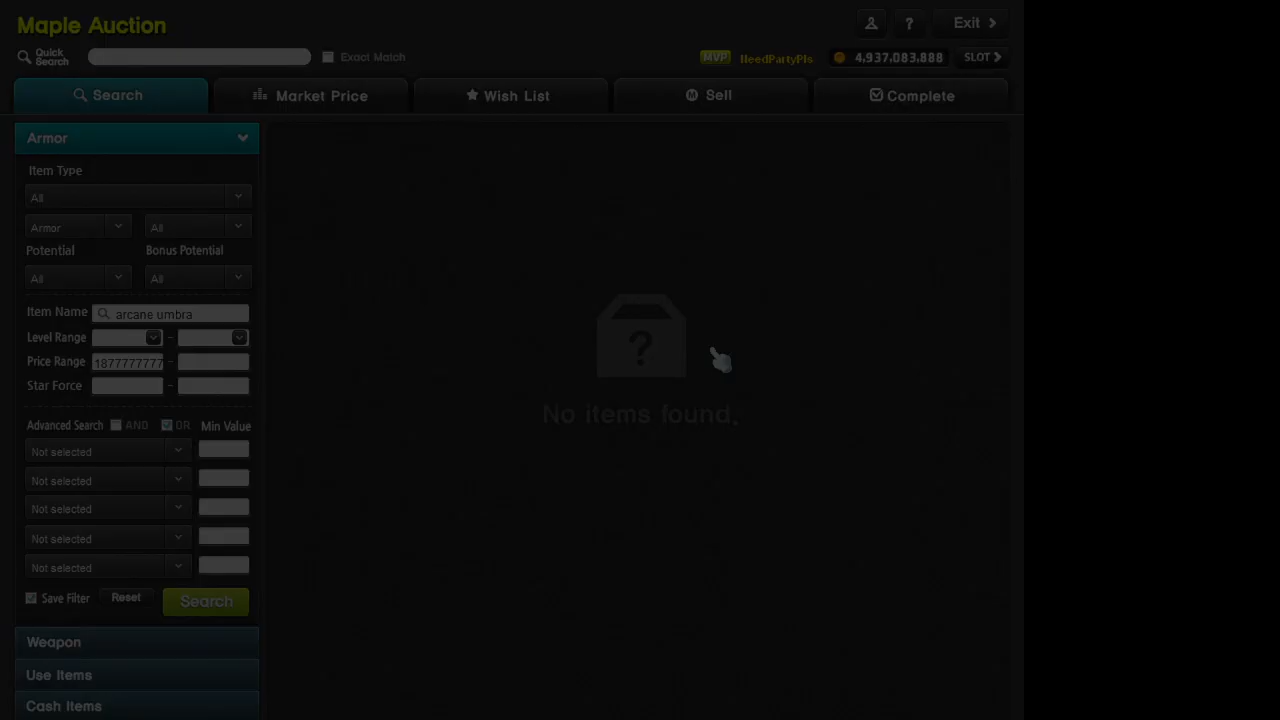 Maple Auction
? Exit
Quick Search
Exact Match
MVP NeedPartyPls 4,937,083,888 SLOT
Search
Market Price
Wish List
M Sell
Complete
Armor
Item Type
All
Armor All
Potential Bonus Potential
All All
Item Name arcane umbra
Level Range -
Price Range 1877777777 -
Star Force -
Advanced Search AND OR Min Value
Not selected
Not selected
Not selected
Not selected
Not selected
Save Filter Reset Search
Weapon
Use Items
Cash Items
?
No items found.